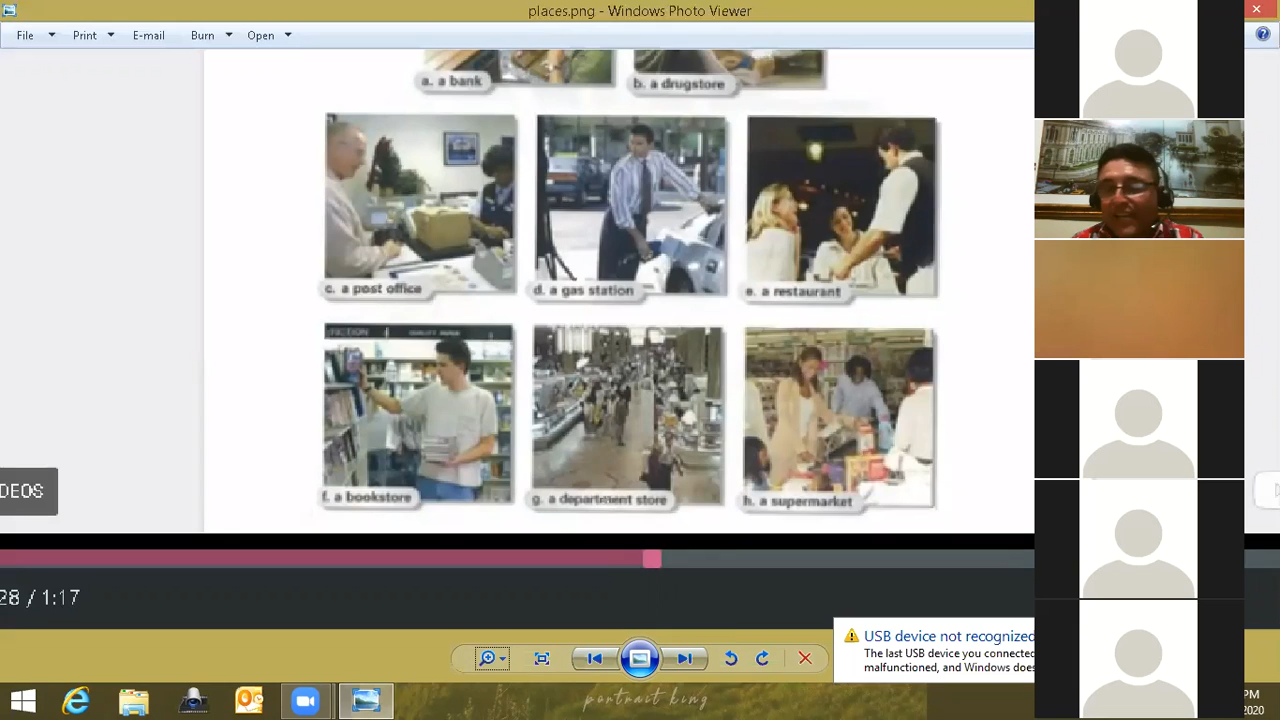 places.png - Windows Photo Viewer
File Print E-mail Burn Open
a. a bank
b. a drugstore
c. a post office
d. a gas station
e. a restaurant
FICTION
f. a bookstore
g. a department store
h. a supermarket
DEOS
28 / 1:17
USB device not recognized
The last USB device you connected
malfunctioned, and Windows does
portrait king
PM
2020